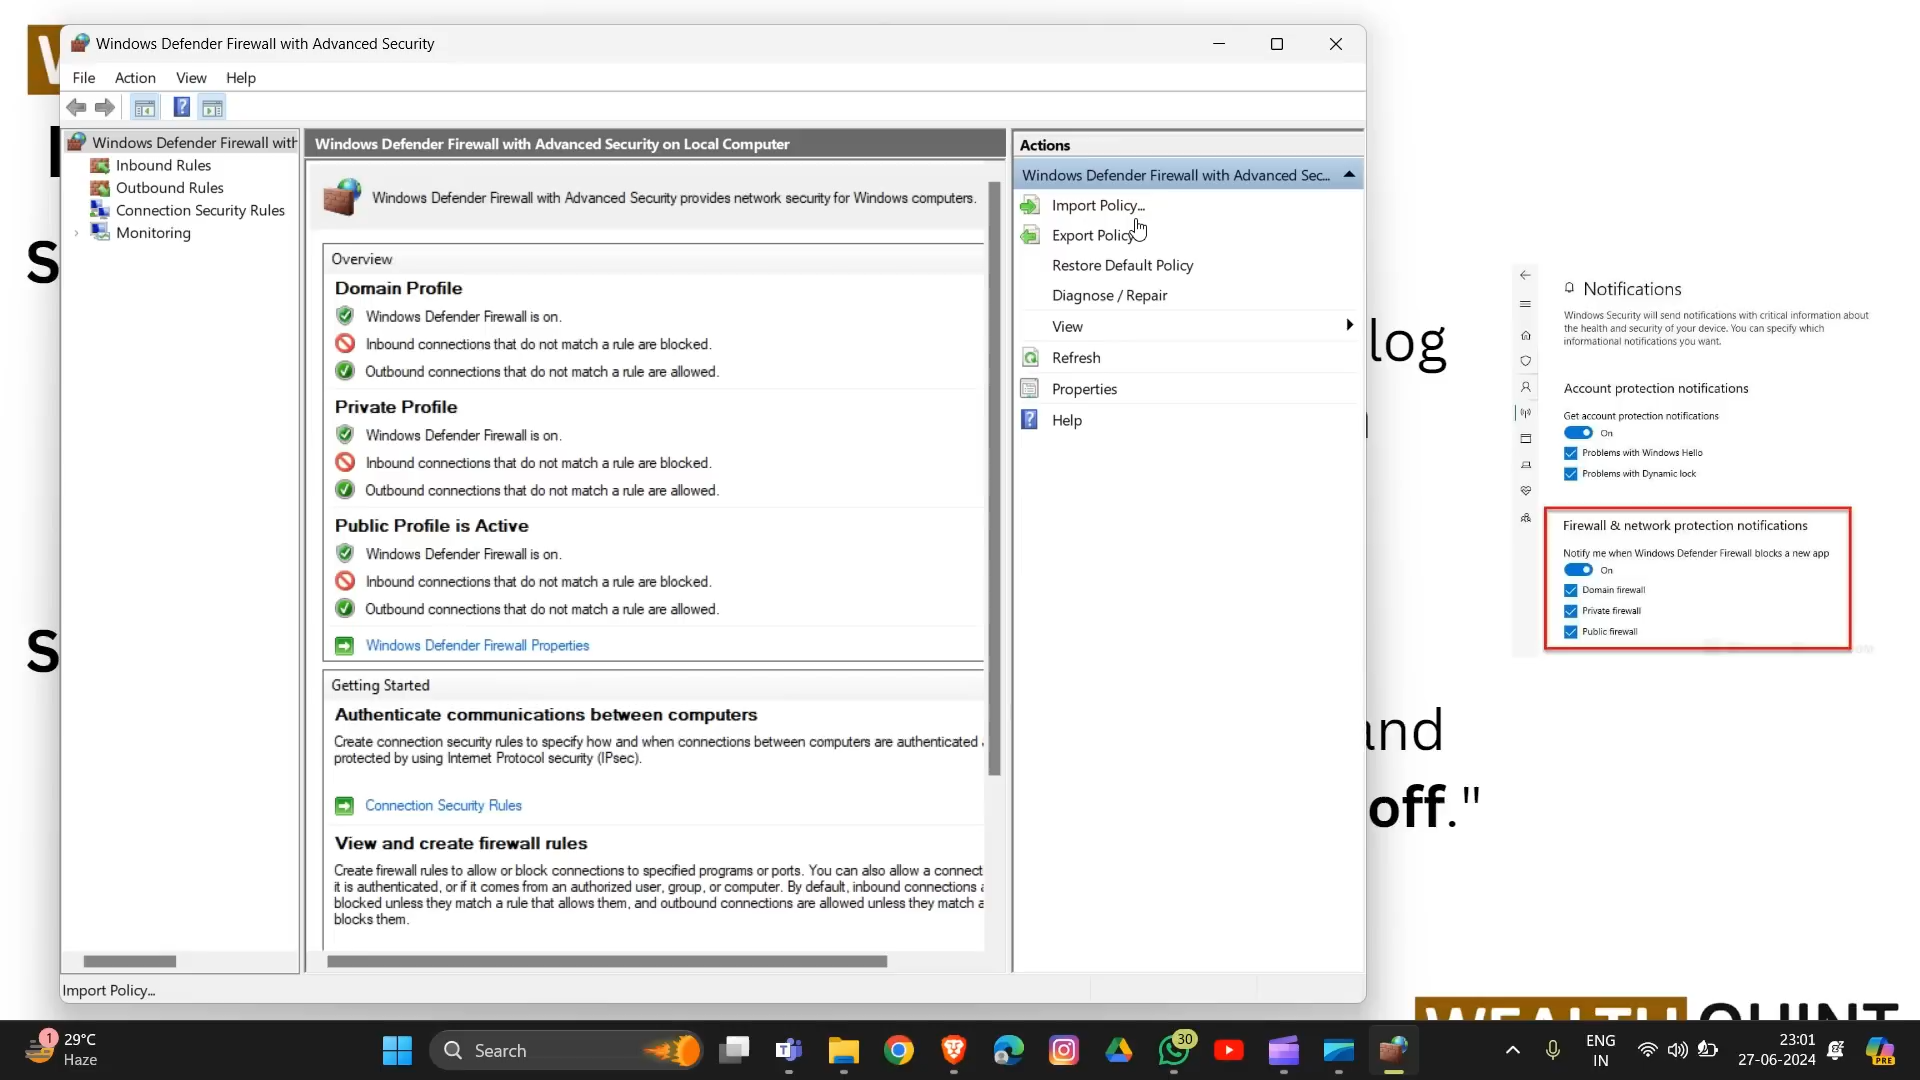 Windows Defender Firewall with Advanced Security
File Action View Help
Windows Defender Firewall with
Inbound Rules
Outbound Rules
Connection Security Rules
Monitoring
Windows Defender Firewall with Advanced Security on Local Computer
Windows Defender Firewall with Advanced Security provides network security for Windows computers.
Overview
Domain Profile
Windows Defender Firewall is on.
Inbound connections that do not match a rule are blocked.
Outbound connections that do not match a rule are allowed.
Private Profile
Windows Defender Firewall is on.
Inbound connections that do not match a rule are blocked.
Outbound connections that do not match a rule are allowed.
Public Profile is Active
Windows Defender Firewall is on.
Inbound connections that do not match a rule are blocked.
Outbound connections that do not match a rule are allowed.
Windows Defender Firewall Properties
Getting Started
Authenticate communications between computers
Create connection security rules to specify how and when connections between computers are authenticated
protected by using Internet Protocol security (IPsec).
Connection Security Rules
View and create firewall rules
Create firewall rules to allow or block connections to specified programs or ports. You can also allow a connect
it is authenticated, or if it comes from an authorized user, group, or computer. By default, inbound connections a
blocked unless they match a rule that allows them, and outbound connections are allowed unless they match a
blocks them.
Import Policy...
Actions
Windows Defender Firewall with Advanced Sec...
Import Policy...
Export Policy
Restore Default Policy
Diagnose / Repair
View
Refresh
Properties
Help
S
S
log
and
off."
Notifications
Windows Security will send notifications with critical information about
the health and security of your device. You can specify which
informational notifications you want.
Account protection notifications
Get account protection notifications
On
Problems with Windows Hello
Problems with Dynamic lock
Firewall & network protection notifications
Notify me when Windows Defender Firewall blocks a new app
On
Domain firewall
Private firewall
Public firewall
WEALTH QUINT
1
29°C
Haze
Search
30
ENG
IN
23:01
27-06-2024
PRE